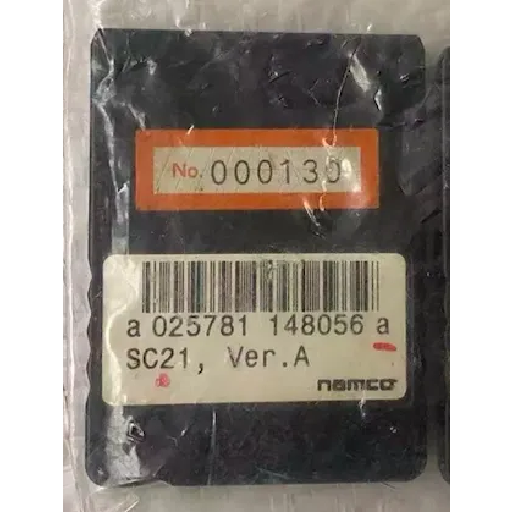 No. 000130
a 025781 148056 a
SC21, Ver.A
namco